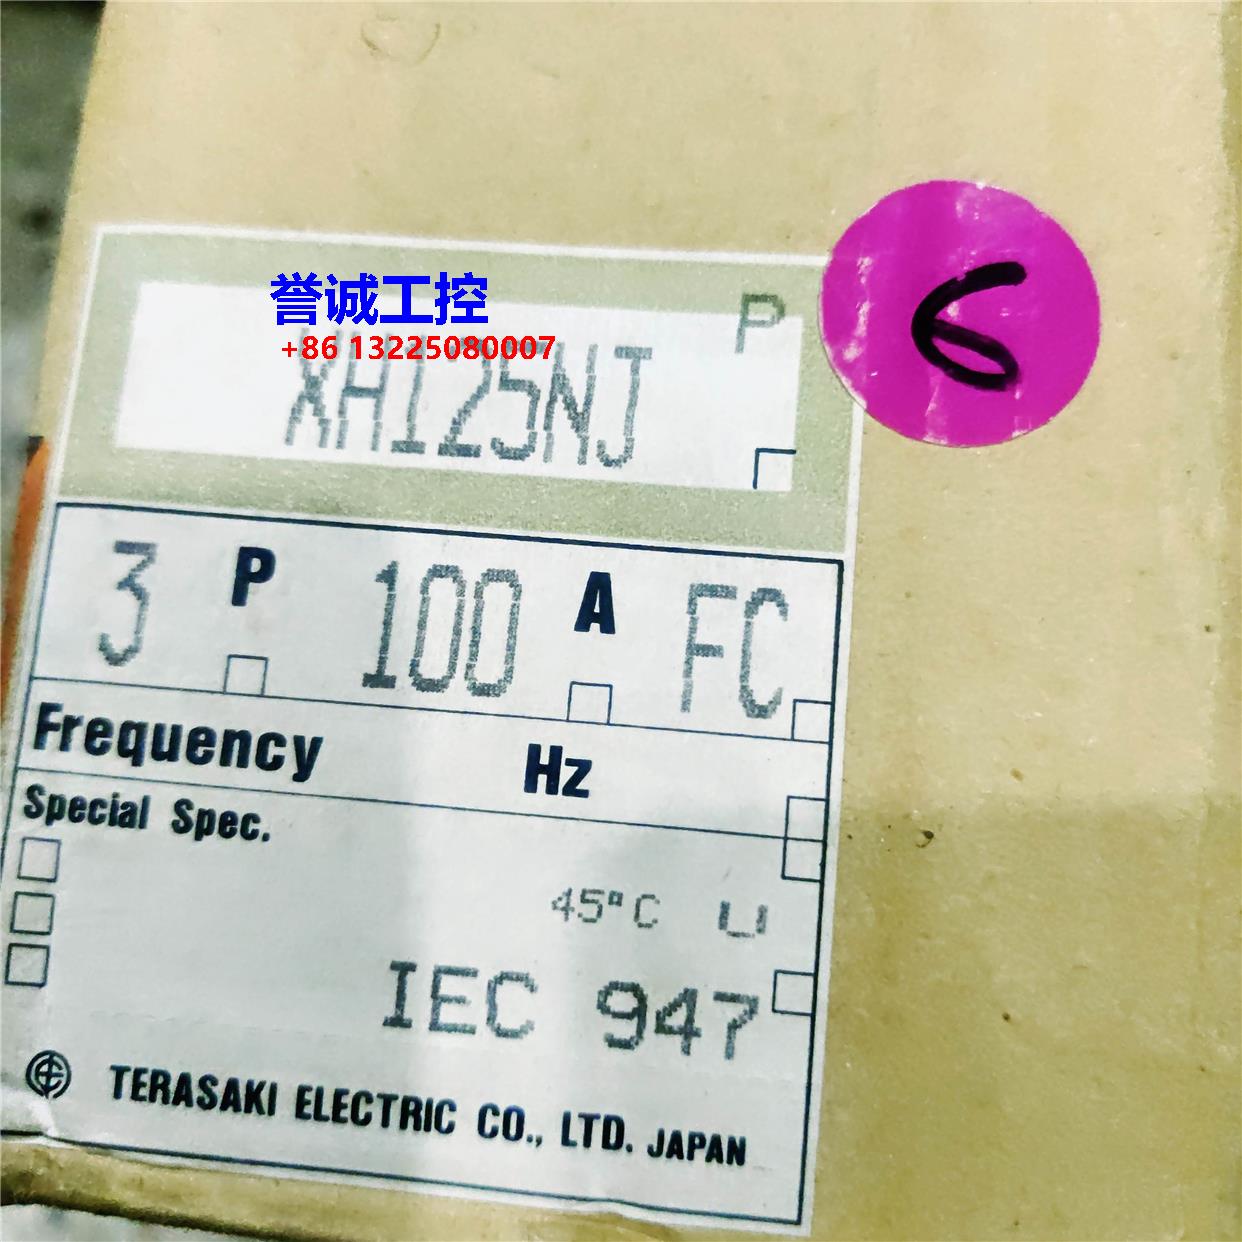 誉诚工控
+86 13225080007
P
XH125NJ
6
3 P 100 A FC
Frequency Hz
Special Spec.
45°C U
IEC 947
TERASAKI ELECTRIC CO., LTD. JAPAN